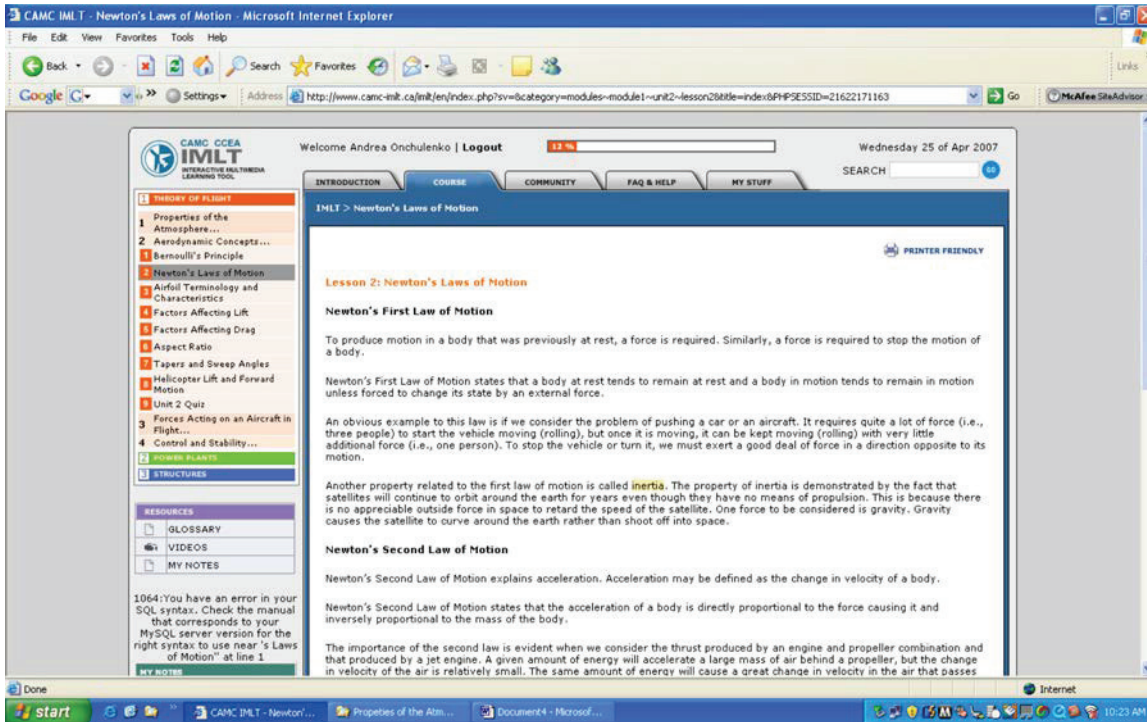 CAMC IMLT - Newton's Laws of Motion - Microsoft Internet Explorer
File Edit View Favorites Tools Help
Back Search Favorites
Links
Google G Settings Address http://www.camc-imlt.ca/imlt/en/index.php?sv=&category=modules~module1~unit2~lesson2&title=index&PHPSESSID=21622171163 Go McAfee SiteAdvisor
CAMC CCEA
IMLT
INTERACTIVE MULTIMEDIA
LEARNING TOOL
Welcome Andrea Onchulenko | Logout
12 %
Wednesday 25 of Apr 2007
SEARCH GO
INTRODUCTION COURSE COMMUNITY FAQ & HELP MY STUFF
IMLT > Newton's Laws of Motion
1 THEORY OF FLIGHT
1 Properties of the
Atmosphere...
2 Aerodynamic Concepts...
1 Bernoulli's Principle
2 Newton's Laws of Motion
3 Airfoil Terminology and
Characteristics
4 Factors Affecting Lift
5 Factors Affecting Drag
6 Aspect Ratio
7 Tapers and Sweep Angles
8 Helicopter Lift and Forward
Motion
9 Unit 2 Quiz
3 Forces Acting on an Aircraft in
Flight...
4 Control and Stability...
2 POWER PLANTS
3 STRUCTURES
RESOURCES
GLOSSARY
VIDEOS
MY NOTES
1064:You have an error in your
SQL syntax. Check the manual
that corresponds to your
MySQL server version for the
right syntax to use near 's Laws
of Motion" at line 1
MY NOTES
PRINTER FRIENDLY
Lesson 2: Newton's Laws of Motion
Newton's First Law of Motion
To produce motion in a body that was previously at rest, a force is required. Similarly, a force is required to stop the motion of
a body.
Newton's First Law of Motion states that a body at rest tends to remain at rest and a body in motion tends to remain in motion
unless forced to change its state by an external force.
An obvious example to this law is if we consider the problem of pushing a car or an aircraft. It requires quite a lot of force (i.e.,
three people) to start the vehicle moving (rolling), but once it is moving, it can be kept moving (rolling) with very little
additional force (i.e., one person). To stop the vehicle or turn it, we must exert a good deal of force in a direction opposite to its
motion.
Another property related to the first law of motion is called inertia. The property of inertia is demonstrated by the fact that
satellites will continue to orbit around the earth for years even though they have no means of propulsion. This is because there
is no appreciable outside force in space to retard the speed of the satellite. One force to be considered is gravity. Gravity
causes the satellite to curve around the earth rather than shoot off into space.
Newton's Second Law of Motion
Newton's Second Law of Motion explains acceleration. Acceleration may be defined as the change in velocity of a body.
Newton's Second Law of Motion states that the acceleration of a body is directly proportional to the force causing it and
inversely proportional to the mass of the body.
The importance of the second law is evident when we consider the thrust produced by an engine and propeller combination and
that produced by a jet engine. A given amount of energy will accelerate a large mass of air behind a propeller, but the change
in velocity of the air is relatively small. The same amount of energy will cause a great change in velocity in the air that passes
Done Internet
start CAMC IMLT - Newton'... Propeties of the Atm... Document4 - Microsof... 10:23 AM